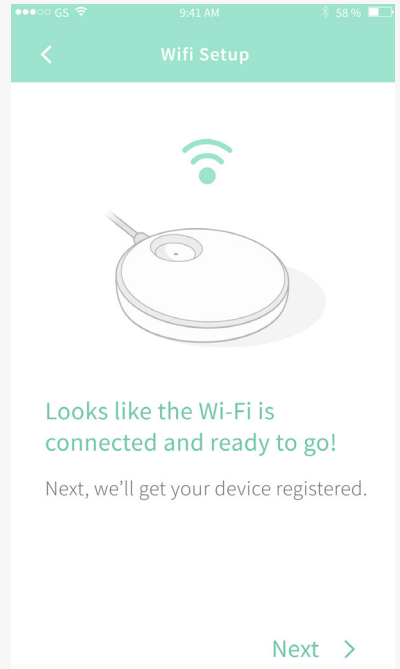 GS 9:41 AM 58 %
Wifi Setup
Looks like the Wi-Fi is
connected and ready to go!
Next, we’ll get your device registered.
Next